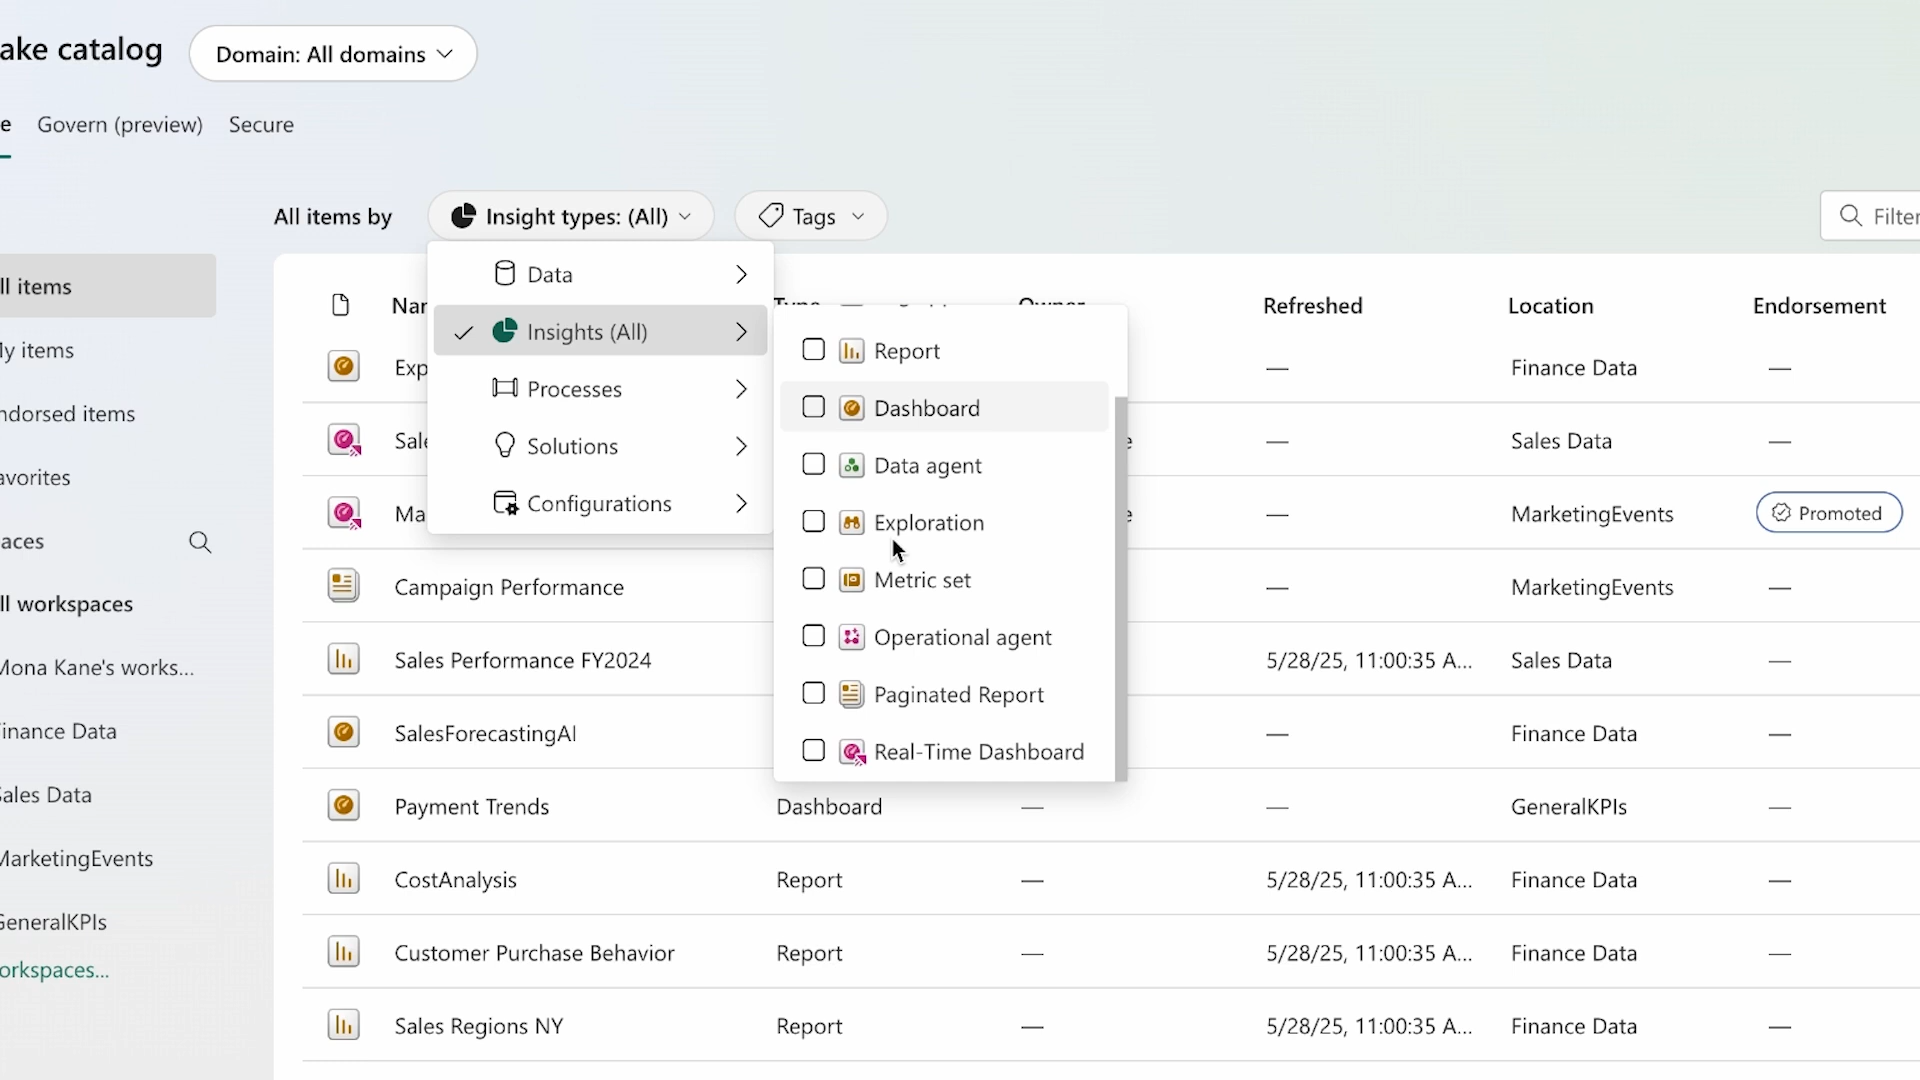 ake catalog
Domain: All domains
e Govern (preview) Secure
All items by
Insight types: (All)
Tags
Filter
ll items
ly items
ndorsed items
avorites
aces
ll workspaces
Mona Kane's works...
inance Data
ales Data
MarketingEvents
GeneralKPIs
orkspaces...
Data
Insights (All)
Processes
Solutions
Configurations
Report
Dashboard
Data agent
Exploration
Metric set
Operational agent
Paginated Report
Real-Time Dashboard
Nar Type Owner Refreshed Location Endorsement
Exp — Finance Data —
Sale e — Sales Data —
Ma e — MarketingEvents Promoted
Campaign Performance — MarketingEvents —
Sales Performance FY2024 5/28/25, 11:00:35 A... Sales Data —
SalesForecastingAI — Finance Data —
Payment Trends Dashboard — — GeneralKPIs —
CostAnalysis Report — 5/28/25, 11:00:35 A... Finance Data —
Customer Purchase Behavior Report — 5/28/25, 11:00:35 A... Finance Data —
Sales Regions NY Report — 5/28/25, 11:00:35 A... Finance Data —